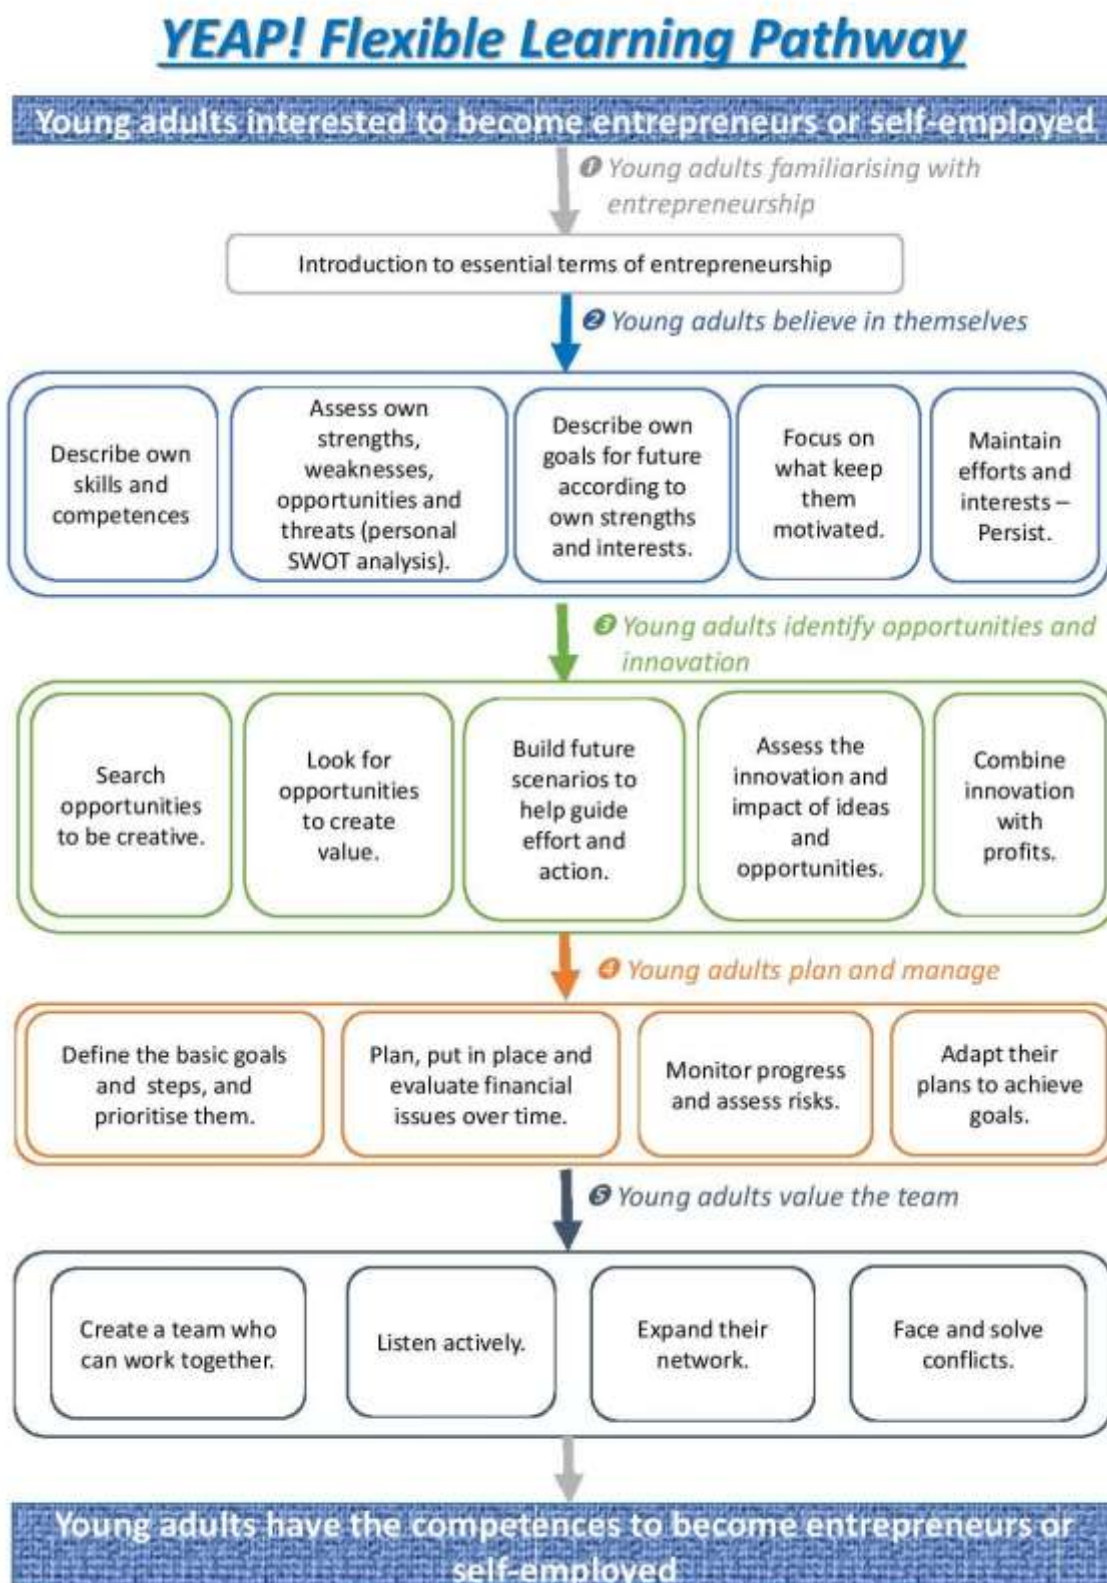 YEAP! Flexible Learning Pathway
Young adults interested to become entrepreneurs or self-employed
❶ Young adults familiarising with
entrepreneurship
Introduction to essential terms of entrepreneurship
❷ Young adults believe in themselves
Describe own
skills and
competences
Assess own
strengths,
weaknesses,
opportunities and
threats (personal
SWOT analysis).
Describe own
goals for future
according to
own strengths
and interests.
Focus on
what keep
them
motivated.
Maintain
efforts and
interests –
Persist.
❸ Young adults identify opportunities and
innovation
Search
opportunities
to be creative.
Look for
opportunities
to create
value.
Build future
scenarios to
help guide
effort and
action.
Assess the
innovation and
impact of ideas
and
opportunities.
Combine
innovation
with
profits.
❹ Young adults plan and manage
Define the basic goals
and steps, and
prioritise them.
Plan, put in place and
evaluate financial
issues over time.
Monitor progress
and assess risks.
Adapt their
plans to achieve
goals.
❺ Young adults value the team
Create a team who
can work together.
Listen actively.
Expand their
network.
Face and solve
conflicts.
Young adults have the competences to become entrepreneurs or
self-employed